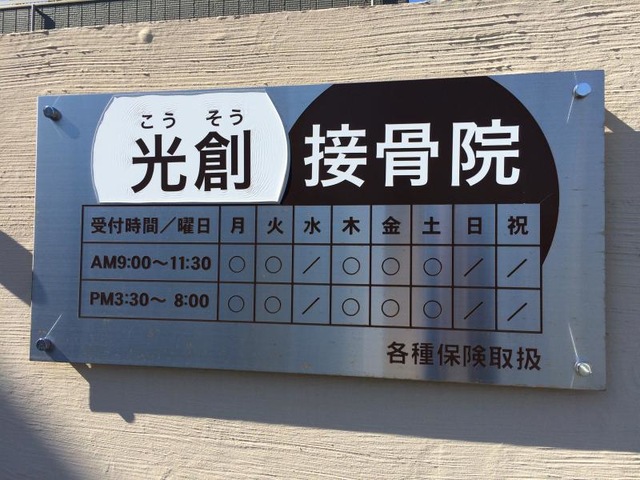 こう そう
光創 接骨院
受付時間／曜日 月 火 水 木 金 土 日 祝
AM9:00〜11:30 ○ ○ ／ ○ ○ ○ ／ ／
PM3:30〜 8:00 ○ ○ ／ ○ ○ ○ ／ ／
各種保険取扱